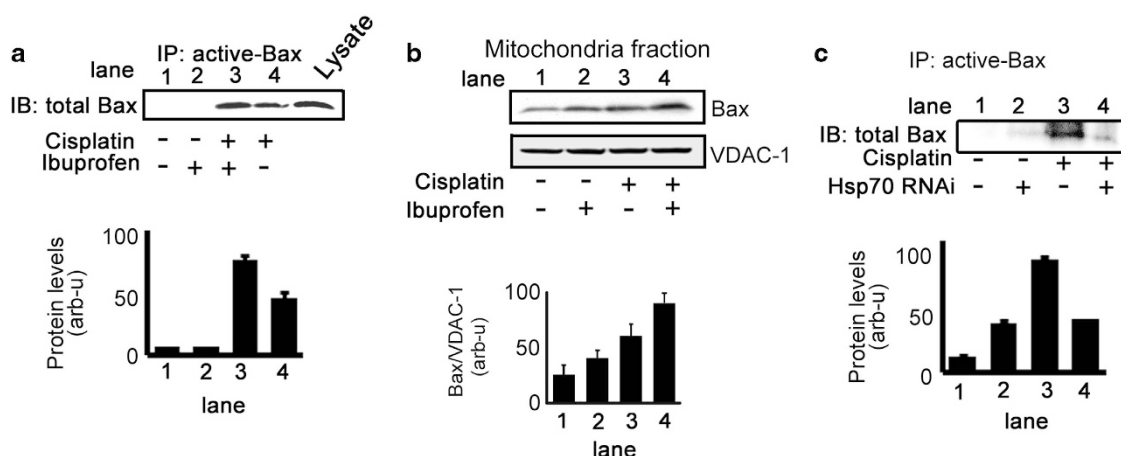 a
IP: active-Bax
Lysate
lane
1 2 3 4
IB: total Bax
Cisplatin - - + +
Ibuprofen - + + -
Protein levels
(arb-u)
100
50
0
1 2 3 4
lane
b
Mitochondria fraction
lane
1 2 3 4
Bax
VDAC-1
Cisplatin - - + +
Ibuprofen - + - +
Bax/VDAC-1
(arb-u)
100
50
0
1 2 3 4
lane
c
IP: active-Bax
lane 1 2 3 4
IB: total Bax
Cisplatin - - + +
Hsp70 RNAi - + - +
Protein levels
(arb-u)
100
50
0
1 2 3 4
lane